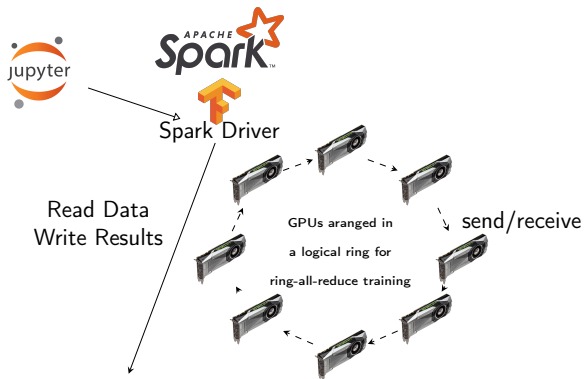 APACHE
Spark™
jupyter
Spark Driver
Read Data
Write Results
GPUs aranged in
a logical ring for
ring-all-reduce training
send/receive